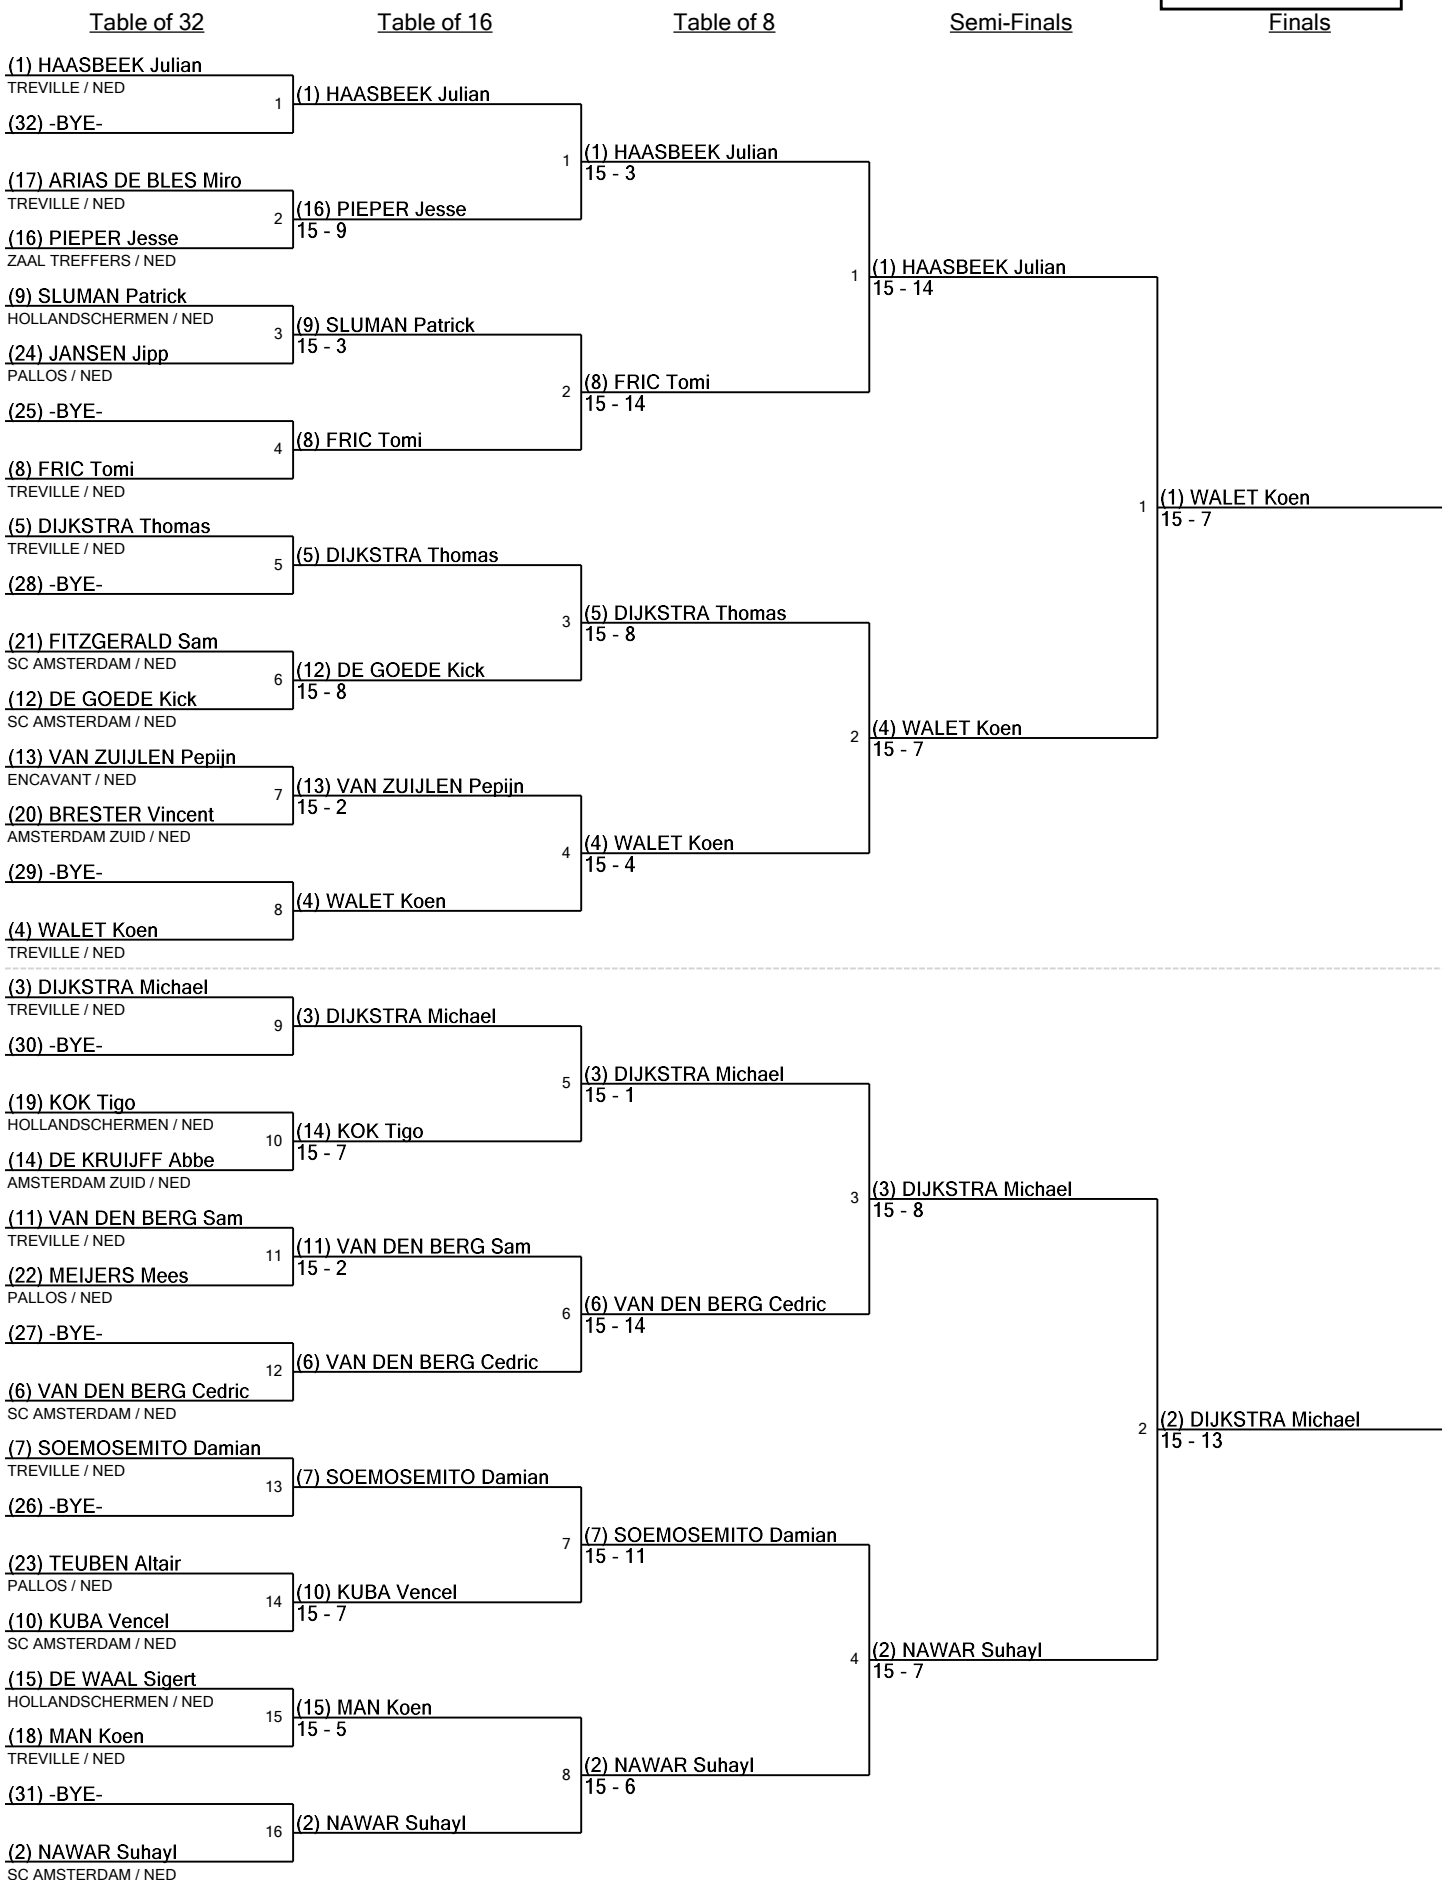 Table of 32
Table of 16
Table of 8
Semi-Finals
Finals
(1) HAASBEEK Julian
TREVILLE / NED
1
(32) -BYE-
(17) ARIAS DE BLES Miro
TREVILLE / NED
2
(16) PIEPER Jesse
ZAAL TREFFERS / NED
(9) SLUMAN Patrick
HOLLANDSCHERMEN / NED
3
(24) JANSEN Jipp
PALLOS / NED
(25) -BYE-
4
(8) FRIC Tomi
TREVILLE / NED
(5) DIJKSTRA Thomas
TREVILLE / NED
5
(28) -BYE-
(21) FITZGERALD Sam
SC AMSTERDAM / NED
6
(12) DE GOEDE Kick
SC AMSTERDAM / NED
(13) VAN ZUIJLEN Pepijn
ENCAVANT / NED
7
(20) BRESTER Vincent
AMSTERDAM ZUID / NED
(29) -BYE-
8
(4) WALET Koen
TREVILLE / NED
(3) DIJKSTRA Michael
TREVILLE / NED
9
(30) -BYE-
(19) KOK Tigo
HOLLANDSCHERMEN / NED
10
(14) DE KRUIJFF Abbe
AMSTERDAM ZUID / NED
(11) VAN DEN BERG Sam
TREVILLE / NED
11
(22) MEIJERS Mees
PALLOS / NED
(27) -BYE-
12
(6) VAN DEN BERG Cedric
SC AMSTERDAM / NED
(7) SOEMOSEMITO Damian
TREVILLE / NED
13
(26) -BYE-
(23) TEUBEN Altair
PALLOS / NED
14
(10) KUBA Vencel
SC AMSTERDAM / NED
(15) DE WAAL Sigert
HOLLANDSCHERMEN / NED
15
(18) MAN Koen
TREVILLE / NED
(31) -BYE-
16
(2) NAWAR Suhayl
SC AMSTERDAM / NED
(1) HAASBEEK Julian
1
(16) PIEPER Jesse
15 - 9
(9) SLUMAN Patrick
15 - 3
2
(8) FRIC Tomi
(5) DIJKSTRA Thomas
3
(12) DE GOEDE Kick
15 - 8
(13) VAN ZUIJLEN Pepijn
15 - 2
4
(4) WALET Koen
(3) DIJKSTRA Michael
5
(14) KOK Tigo
15 - 7
(11) VAN DEN BERG Sam
15 - 2
6
(6) VAN DEN BERG Cedric
(7) SOEMOSEMITO Damian
7
(10) KUBA Vencel
15 - 7
(15) MAN Koen
15 - 5
8
(2) NAWAR Suhayl
(1) HAASBEEK Julian
15 - 3
1
(8) FRIC Tomi
15 - 14
(5) DIJKSTRA Thomas
15 - 8
2
(4) WALET Koen
15 - 4
(3) DIJKSTRA Michael
15 - 1
3
(6) VAN DEN BERG Cedric
15 - 14
(7) SOEMOSEMITO Damian
15 - 11
4
(2) NAWAR Suhayl
15 - 6
(1) HAASBEEK Julian
15 - 14
1
(4) WALET Koen
15 - 7
(3) DIJKSTRA Michael
15 - 8
2
(2) NAWAR Suhayl
15 - 7
(1) WALET Koen
15 - 7
(2) DIJKSTRA Michael
15 - 13